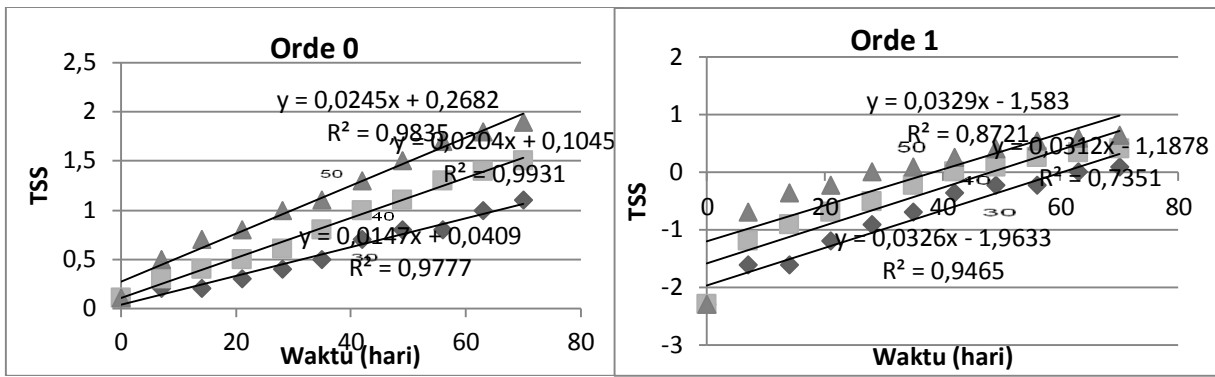 Orde 0
TSS
2,5
2
1,5
1
0,5
0
y = 0,0245x + 0,2682
R² = 0,9835
y = 0,0204x + 0,1045
R² = 0,9931
50
40
y = 0,0147x + 0,0409
30
R² = 0,9777
0 20 40 60 80
Waktu (hari)
Orde 1
TSS
2
1
0
-1
-2
-3
y = 0,0329x - 1,583
R² = 0,8721
50
y = 0,0312x - 1,1878
40
R² = 0,7351
30
y = 0,0326x - 1,9633
R² = 0,9465
0 20 40 60 80
Waktu (hari)